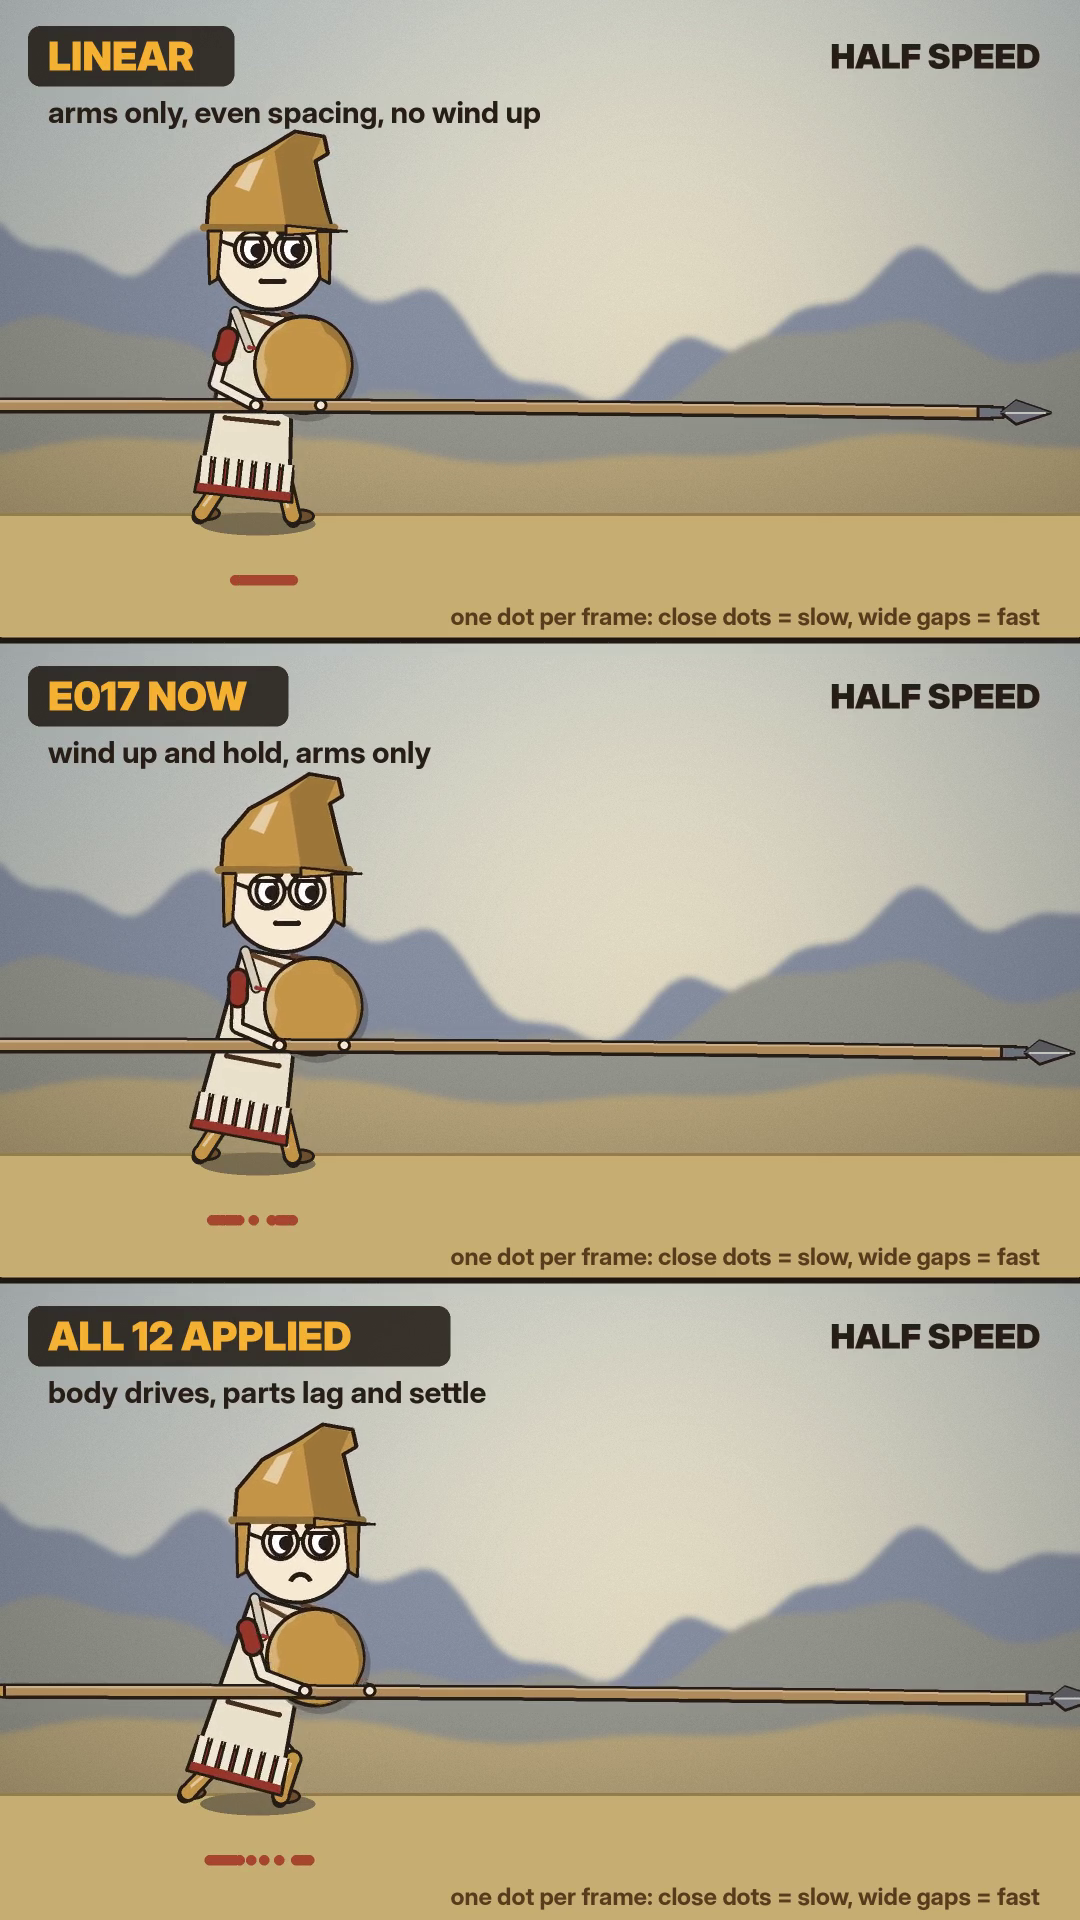 LINEAR
HALF SPEED
arms only, even spacing, no wind up
one dot per frame: close dots = slow, wide gaps = fast
E017 NOW
HALF SPEED
wind up and hold, arms only
one dot per frame: close dots = slow, wide gaps = fast
ALL 12 APPLIED
HALF SPEED
body drives, parts lag and settle
one dot per frame: close dots = slow, wide gaps = fast